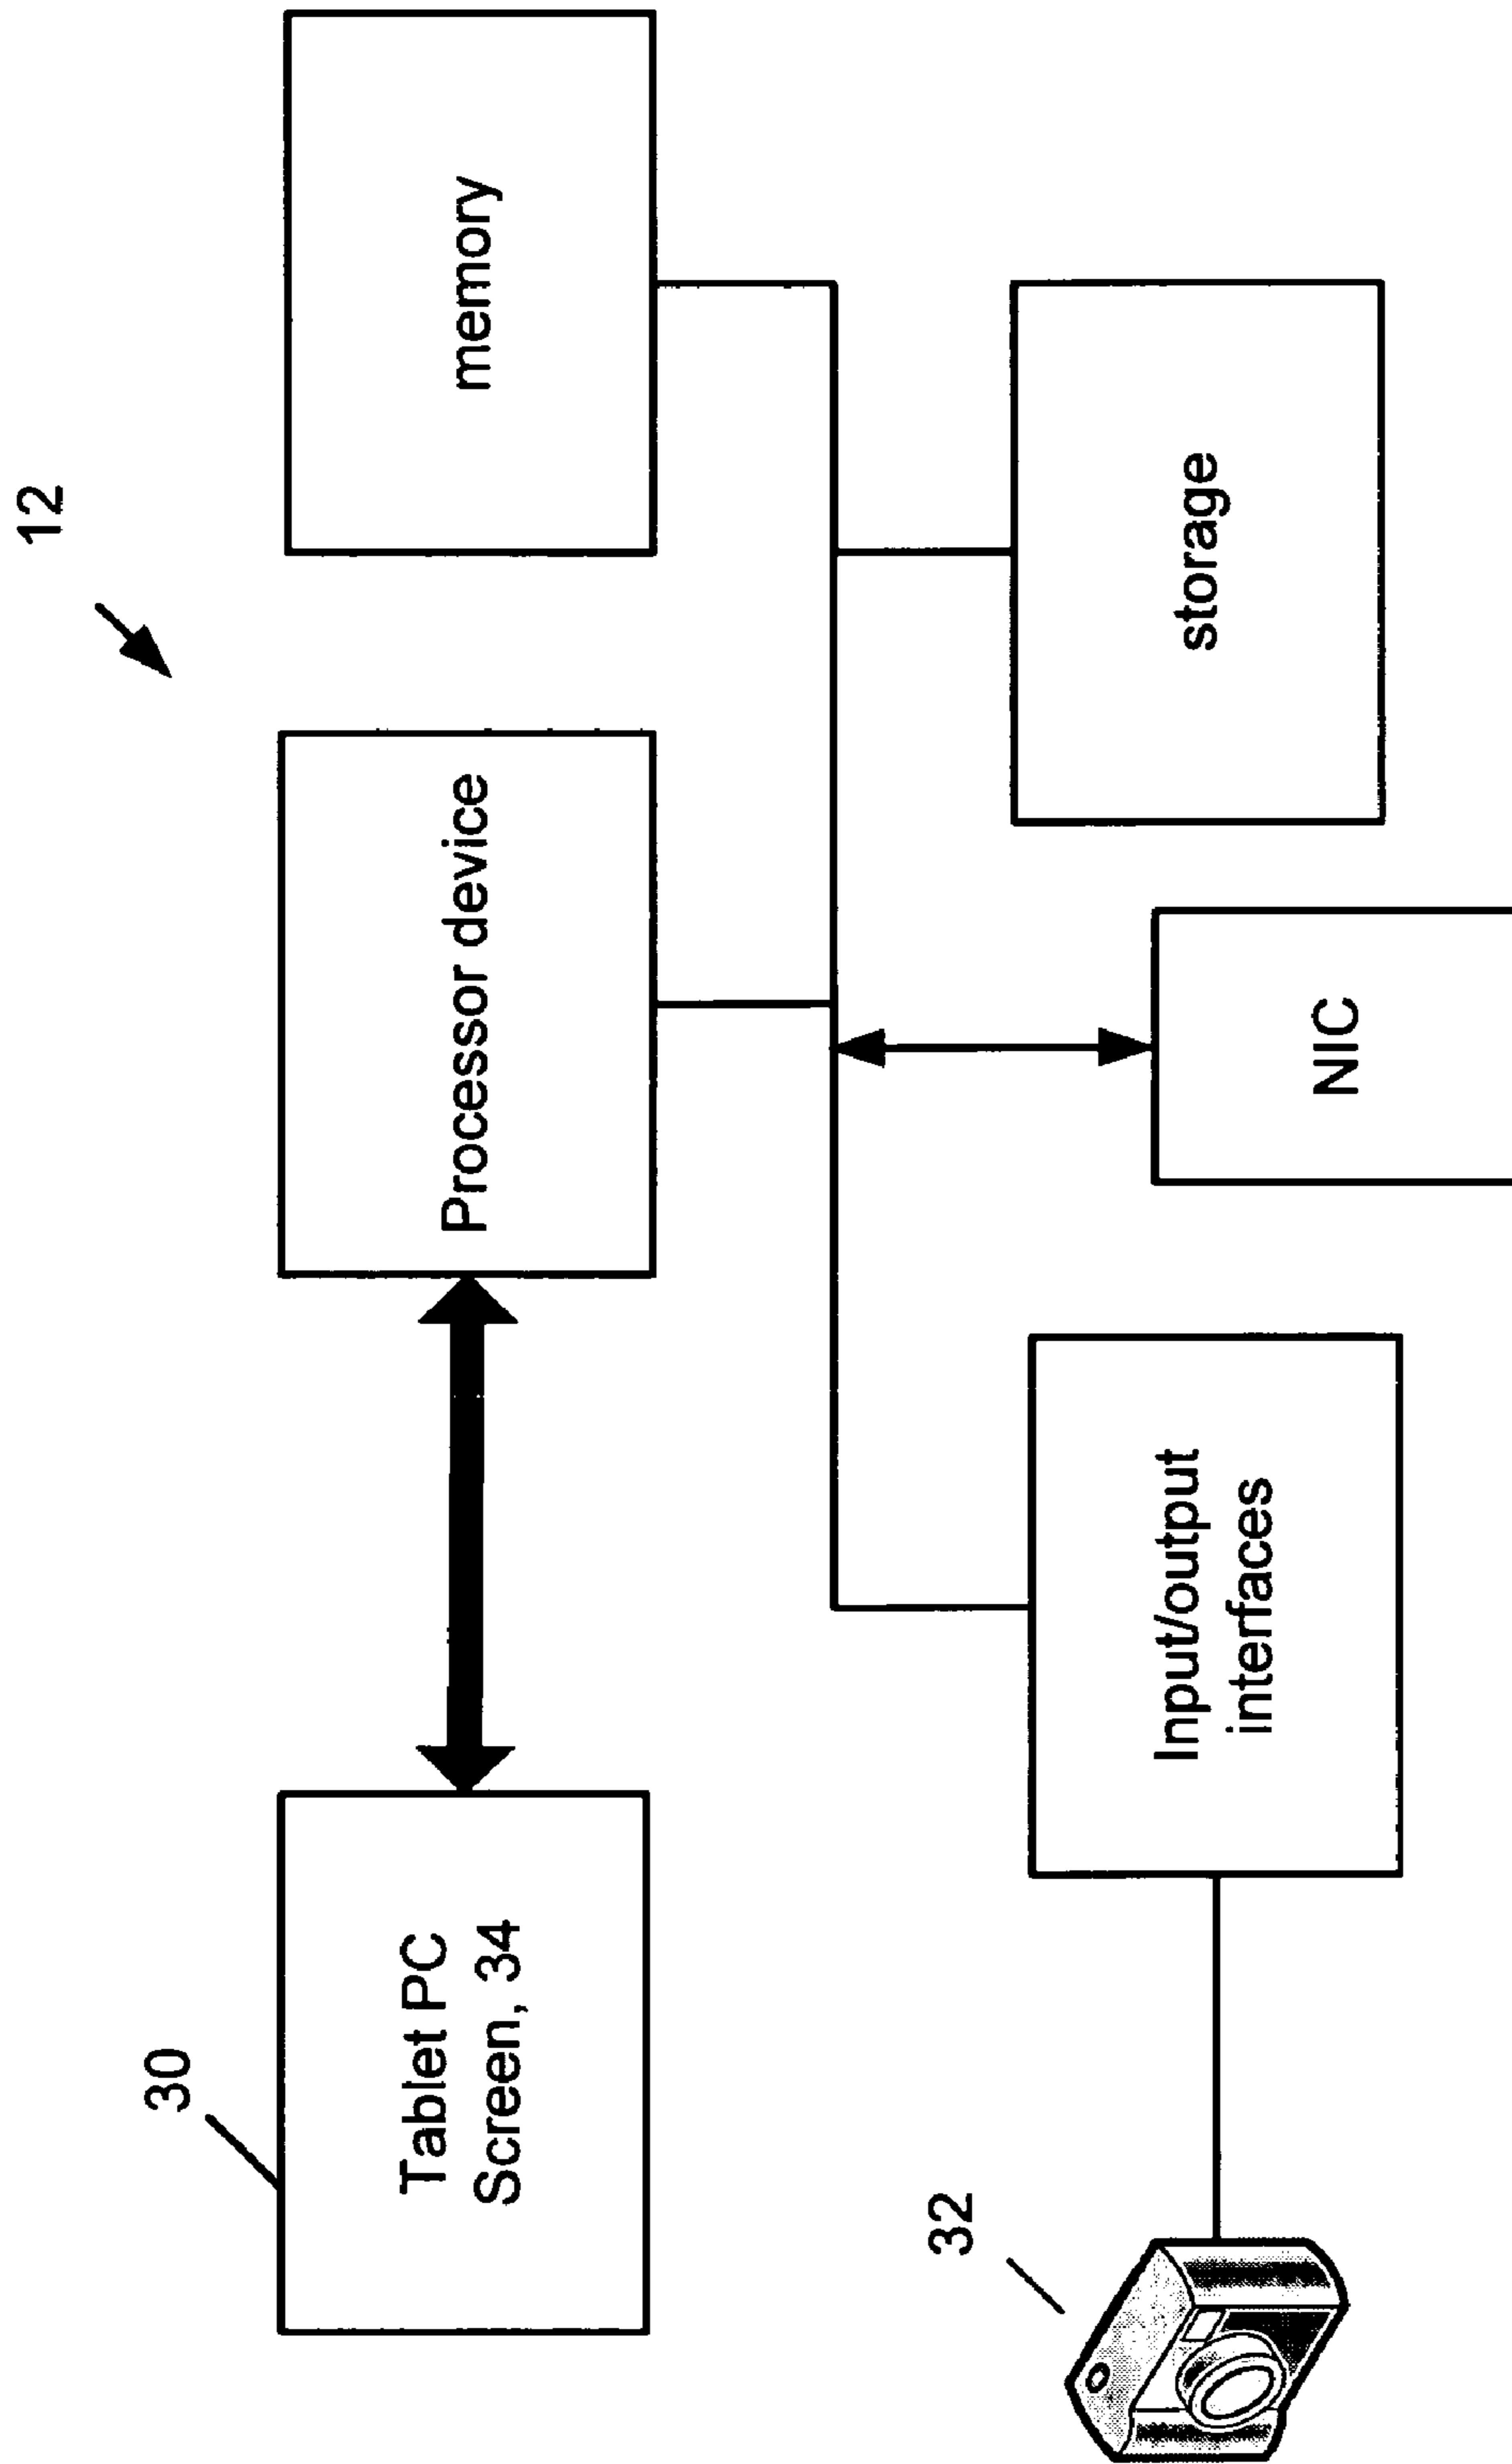 12
30
Tablet PC
Screen, 34
Processor device
memory
32
Input/output
interfaces
NIC
storage